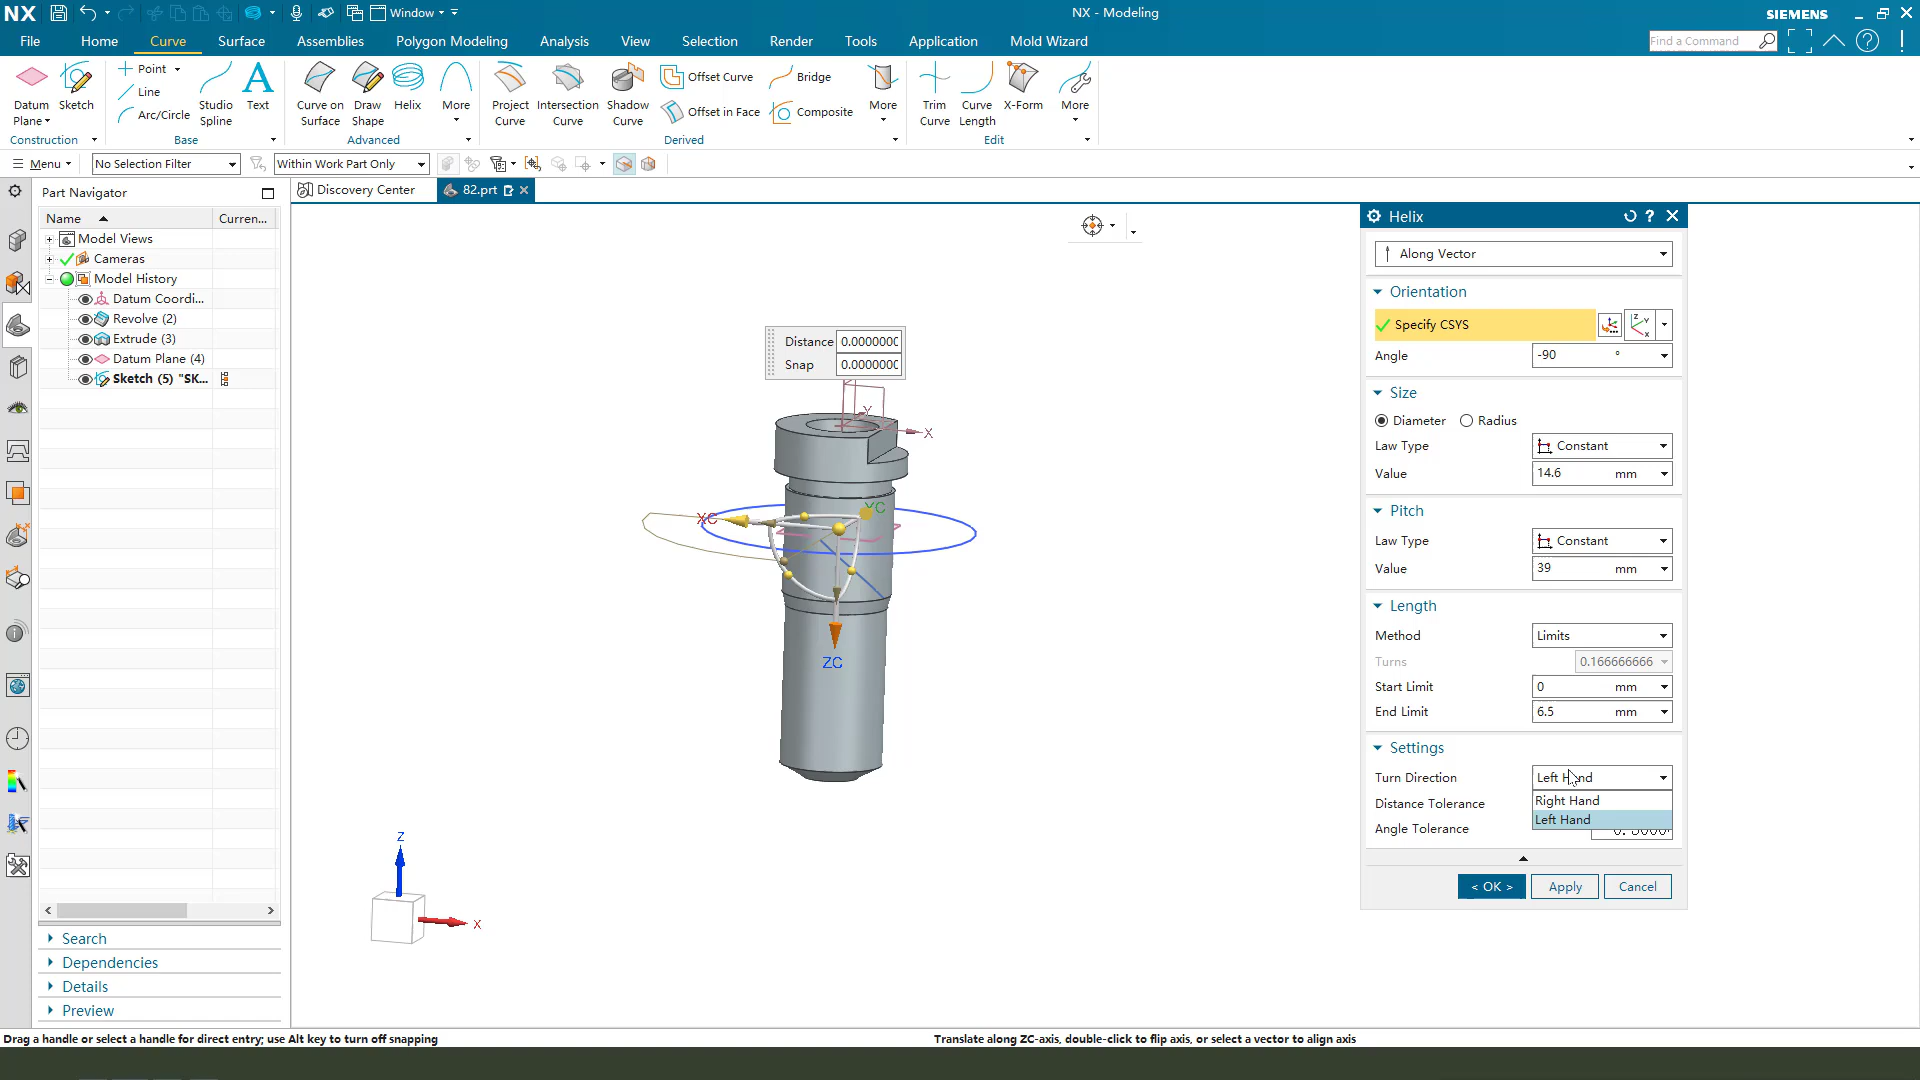 NX
Window
NX - Modeling
SIEMENS
File
Home
Curve
Surface
Assemblies
Polygon Modeling
Analysis
View
Selection
Render
Tools
Application
Mold Wizard
Find a Command
Datum Plane
Sketch
Point
Line
Arc/Circle
Studio Spline
Text
Curve on Surface
Draw Shape
Helix
More
Project Curve
Intersection Curve
Shadow Curve
Offset Curve
Offset in Face
Bridge
Composite
More
Trim Curve
Curve Length
X-Form
More
Construction
Base
Advanced
Derived
Edit
Menu
No Selection Filter
Within Work Part Only
Part Navigator
Discovery Center
82.prt
Name
Curren...
Model Views
Cameras
Model History
Datum Coordi...
Revolve (2)
Extrude (3)
Datum Plane (4)
Sketch (5) "SK...
Search
Dependencies
Details
Preview
Distance 0.0000000
Snap 0.0000000
Y
X
XC
YC
ZC
Z
X
Helix
Along Vector
Orientation
Specify CSYS
Angle -90 °
Size
Diameter Radius
Law Type Constant
Value 14.6 mm
Pitch
Law Type Constant
Value 39 mm
Length
Method Limits
Turns 0.166666666
Start Limit 0 mm
End Limit 6.5 mm
Settings
Turn Direction Left Hand
Right Hand
Distance Tolerance
Left Hand
Angle Tolerance
< OK >
Apply
Cancel
Drag a handle or select a handle for direct entry; use Alt key to turn off snapping
Translate along ZC-axis, double-click to flip axis, or select a vector to align axis